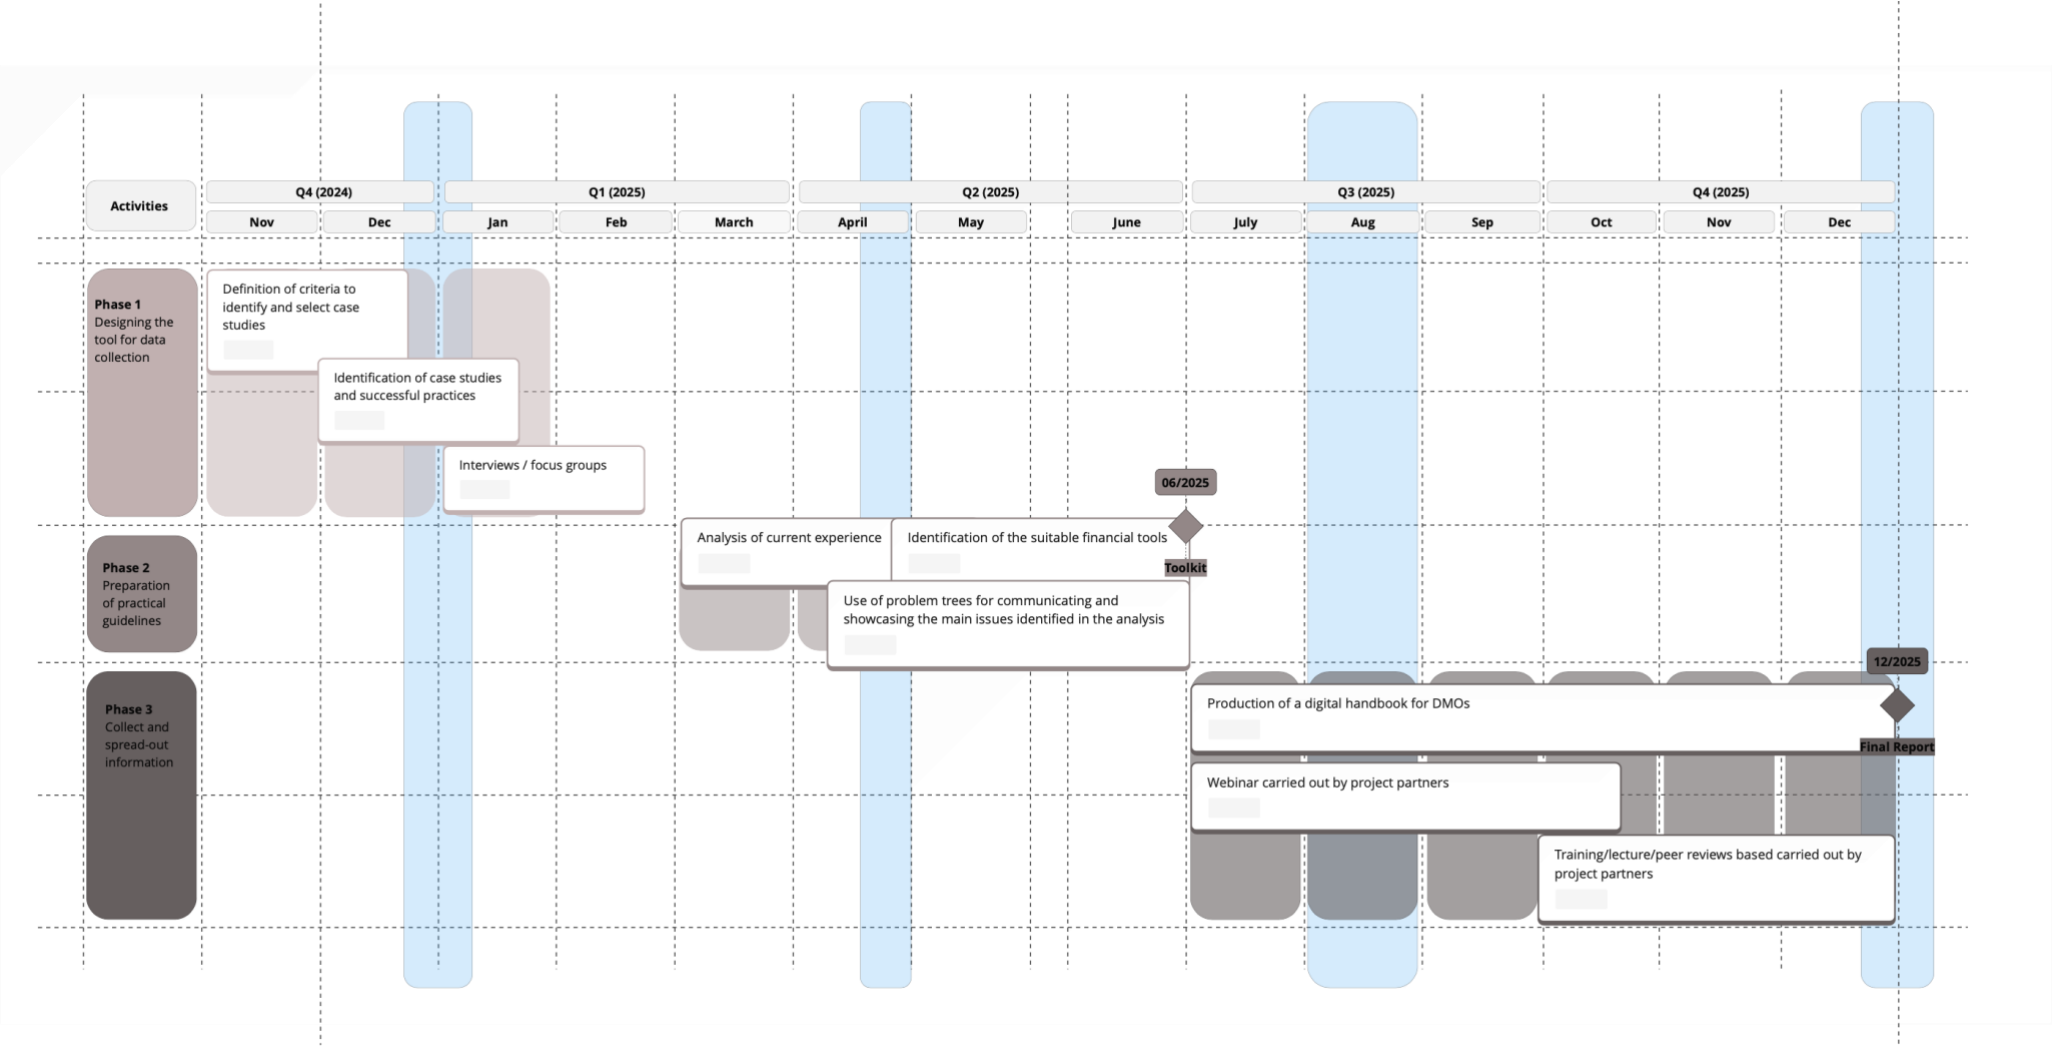 Activities
Q4 (2024)
Q1 (2025)
Q2 (2025)
Q3 (2025)
Q4 (2025)
Nov
Dec
Jan
Feb
March
April
May
June
July
Aug
Sep
Oct
Nov
Dec
Phase 1
Designing the
tool for data
collection
Definition of criteria to
identify and select case
studies
Identification of case studies
and successful practices
Interviews / focus groups
06/2025
Toolkit
Phase 2
Preparation
of practical
guidelines
Analysis of current experience
Identification of the suitable financial tools
Use of problem trees for communicating and
showcasing the main issues identified in the analysis
12/2025
Final Report
Phase 3
Collect and
spread-out
information
Production of a digital handbook for DMOs
Webinar carried out by project partners
Training/lecture/peer reviews based carried out by
project partners